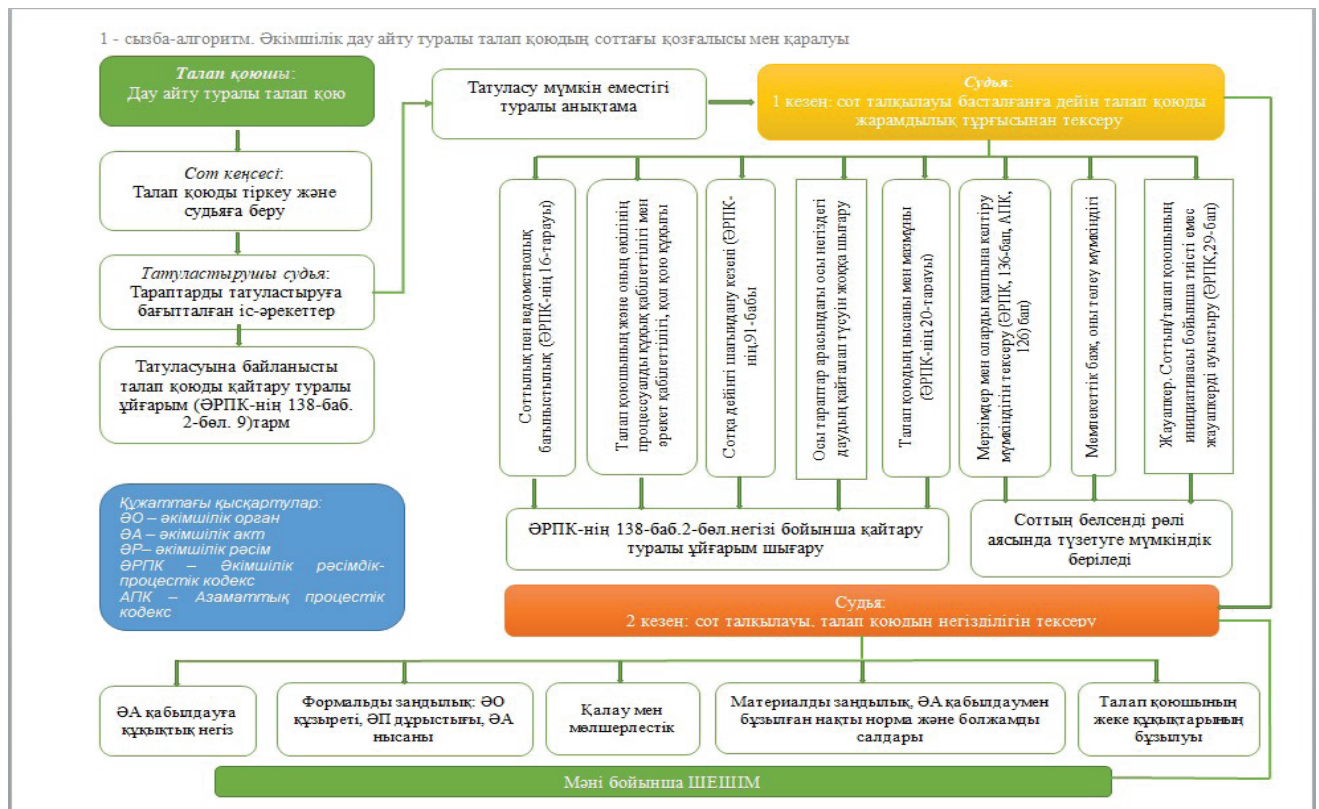 1 - сызба-алгоритм. Әкімшілік дау айту туралы талап қоюдың соттағы қозғалысы мен қаралуы
Талап қоюшы:
Дау айту туралы талап қою
Сот кеңсесі:
Талап қоюды тіркеу және
судьяға беру
Татуластырушы судья:
Тараптарды татуластыруға
бағытталған іс-әрекеттер
Татуласуына байланысты
талап қоюды қайтару туралы
ұйғарым (ӘРПК-нің 138-баб.
2-бөл. 9)тарм
Татуласу мүмкін еместігі
туралы анықтама
Судья:
1 кезең: сот талқылауы басталғанға дейін талап қоюды
жарамдылық тұрғысынан тексеру
Соттылық пен ведомстволық
бағыныстылық (ӘРПК-нің 16-тарауы)
Талап қоюшының және оның өкілінің
процессуалды құқық қабілеттілігі мен
әрекет қабілеттілігі, қол қою құқығы
Сотқа дейінгі шағымдану кезені (ӘРПК-
нің,91-бабы
Осы тараптар арасындағы осы негіздегі
даудың қайталап түсуін жоққа шығару
Талап қоюдың нысаны мен мазмұны
(ӘРПК-нің 20-тарауы)
Мерзімдер мен оларды қалпына келтіру
мүмкіндігін тексеру (ӘРПК, 136-бап, АПК,
126) бап)
Мемлекеттік баж, оны төлеу мүмкіндігі
Жауапкер. Соттың/талап қоюшының
инициативасы бойынша тиісті емес
жауапкерді ауыстыру (ӘРПК,29-бап)
ӘРПК-нің 138-баб.2-бөл.негізі бойынша қайтару
туралы ұйғарым шығару
Соттың белсенді рөлі
аясында түзетуге мүмкіндік
беріледі
Құжаттағы қысқартулар:
ӘО – әкімшілік орган
ӘА – әкімшілік акт
ӘР– әкімшілік рәсім
ӘРПК – Әкімшілік рәсімдік-
процестік кодекс
АПК – Азаматтық процестік
кодекс
Судья:
2 кезең: сот талқылауы, талап қоюдың негізділігін тексеру
ӘА қабылдауға
құқықтық негіз
Формальды заңдылық: ӘО
құзыреті, ӘП дұрыстығы, ӘА
нысаны
Қалау мен
мөлшерлестік
Материалды заңдылық, ӘА қабылдаумен
бұзылған нақты норма және болжамды
салдары
Талап қоюшының
жеке құқықтарының
бұзылуы
Мәні бойынша ШЕШІМ